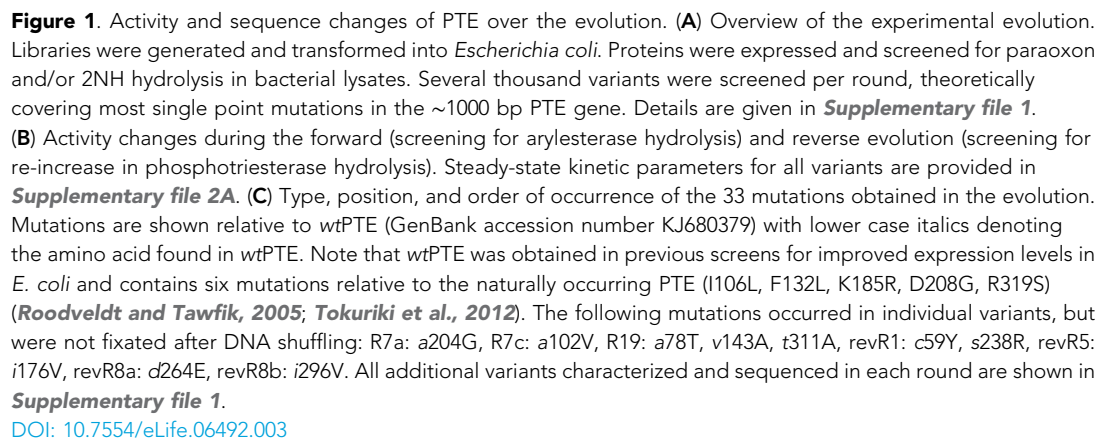 Figure 1. Activity and sequence changes of PTE over the evolution. (A) Overview of the experimental evolution.
Libraries were generated and transformed into Escherichia coli. Proteins were expressed and screened for paraoxon
and/or 2NH hydrolysis in bacterial lysates. Several thousand variants were screened per round, theoretically
covering most single point mutations in the ~1000 bp PTE gene. Details are given in Supplementary file 1.
(B) Activity changes during the forward (screening for arylesterase hydrolysis) and reverse evolution (screening for
re-increase in phosphotriesterase hydrolysis). Steady-state kinetic parameters for all variants are provided in
Supplementary file 2A. (C) Type, position, and order of occurrence of the 33 mutations obtained in the evolution.
Mutations are shown relative to wtPTE (GenBank accession number KJ680379) with lower case italics denoting
the amino acid found in wtPTE. Note that wtPTE was obtained in previous screens for improved expression levels in
E. coli and contains six mutations relative to the naturally occurring PTE (I106L, F132L, K185R, D208G, R319S)
(Roodveldt and Tawfik, 2005; Tokuriki et al., 2012). The following mutations occurred in individual variants, but
were not fixated after DNA shuffling: R7a: a204G, R7c: a102V, R19: a78T, v143A, t311A, revR1: c59Y, s238R, revR5:
i176V, revR8a: d264E, revR8b: i296V. All additional variants characterized and sequenced in each round are shown in
Supplementary file 1.
DOI: 10.7554/eLife.06492.003